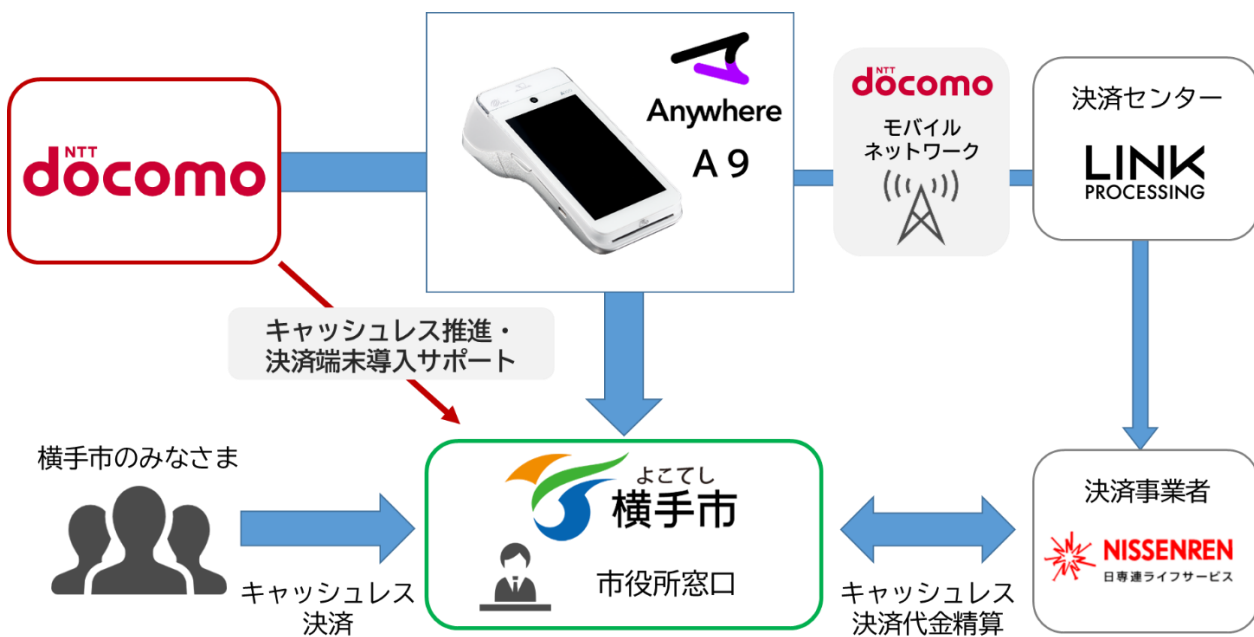 NTT
docomo
Anywhere
A 9
NTT
docomo
モバイル
ネットワーク
決済センター
LINK
PROCESSING
キャッシュレス推進・
決済端末導入サポート
横手市のみなさま
キャッシュレス
決済
よこてし
横手市
市役所窓口
キャッシュレス
決済代金精算
決済事業者
NISSENREN
日専連ライフサービス